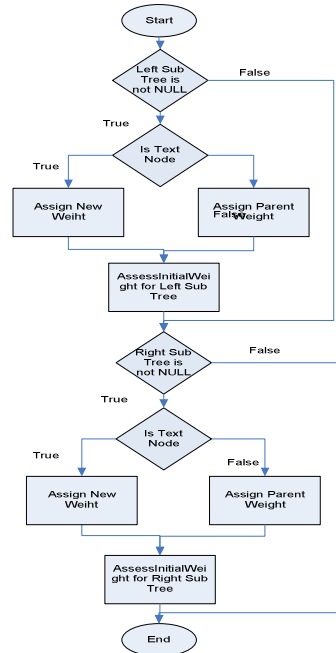 Start
Left Sub
Tree is
not NULL
False
True
Is Text
Node
True
False
Assign New
Weiht
Assign Parent
Weight
AssessInitialWei
ght for Left Sub
Tree
Right Sub
Tree is
not NULL
False
True
Is Text
Node
True
False
Assign New
Weiht
Assign Parent
Weight
AssessInitialWei
ght for Right Sub
Tree
End